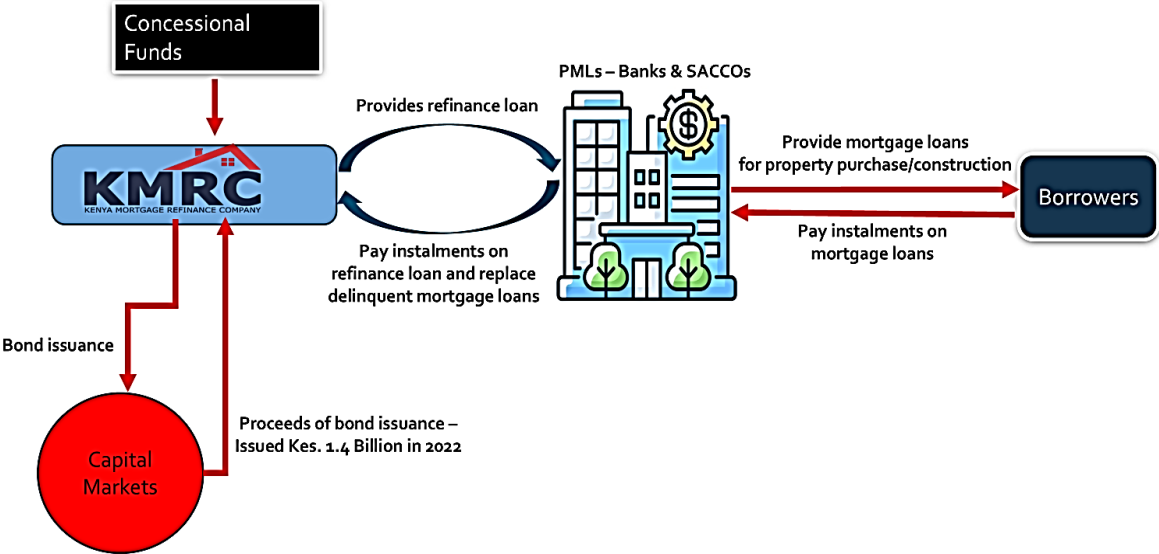 Concessional
Funds
PMLs – Banks & SACCOs
Provides refinance loan
$
Provide mortgage loans
for property purchase/construction
KMRC
KENYA MORTGAGE REFINANCE COMPANY
Borrowers
Pay instalments on
refinance loan and replace
delinquent mortgage loans
Pay instalments on
mortgage loans
Bond issuance
Proceeds of bond issuance –
Issued Kes. 1.4 Billion in 2022
Capital
Markets